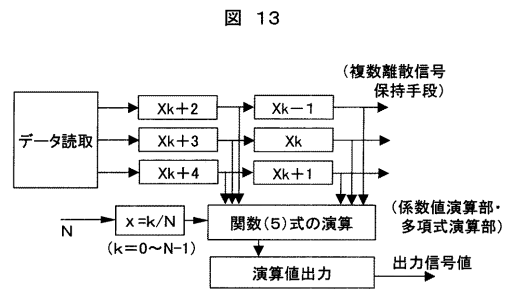 図 13
(複数離散信号
保持手段)
データ読取
Xk+2
Xk−1
Xk+3
Xk
Xk+4
Xk+1
N
x=k/N
(k=0〜N-1)
関数(5)式の演算
(係数値演算部・
多項式演算部)
演算値出力
出力信号値